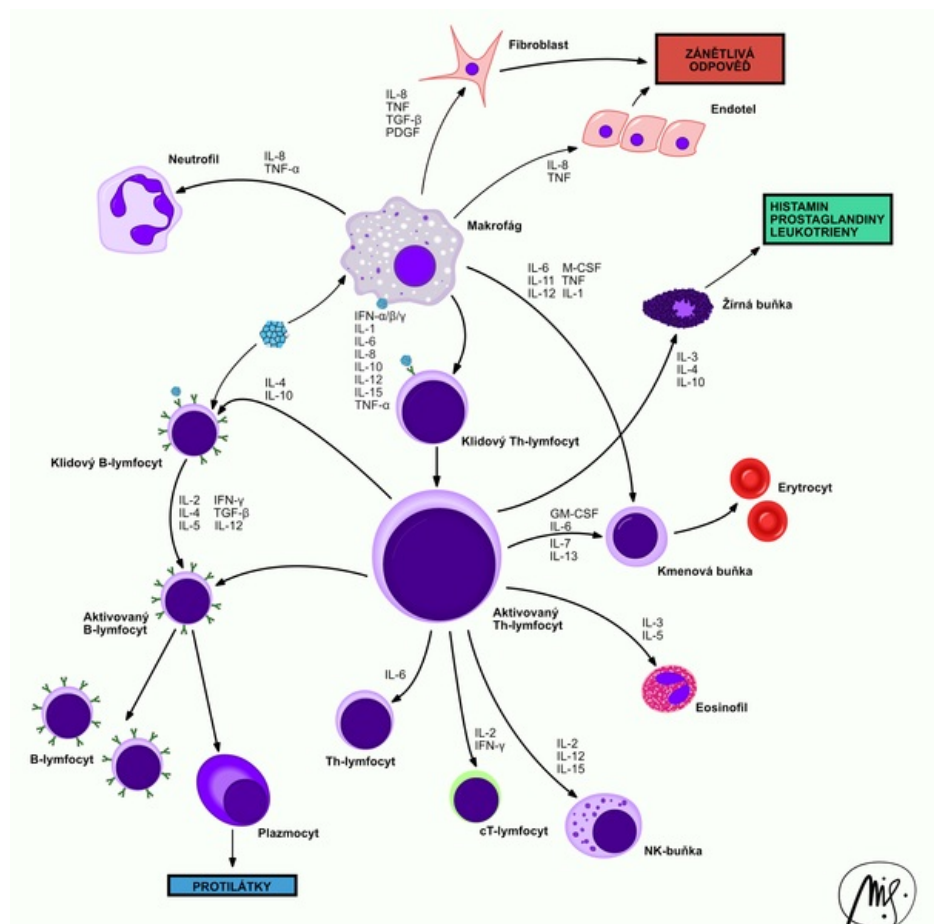 Fibroblast
ZÁNĚTLIVÁ
ODPOVĚĎ
IL-8
TNF
TGF-β
PDGF
Endotel
Neutrofil
IL-8
TNF-α
IL-8
TNF
Makrofág
HISTAMIN
PROSTAGLANDINY
LEUKOTRIENY
IL-6 M-CSF
IL-11 TNF
IL-12 IL-1
Žírná buňka
IFN-α/β/γ
IL-1
IL-6
IL-8
IL-10
IL-12
IL-15
TNF-α
IL-3
IL-4
IL-10
IL-4
IL-10
Klidový Th-lymfocyt
Klidový B-lymfocyt
IL-2 IFN-γ
IL-4 TGF-β
IL-5 IL-12
GM-CSF
IL-6
IL-7
IL-13
Erytrocyt
Kmenová buňka
Aktivovaný
B-lymfocyt
Aktivovaný
Th-lymfocyt
IL-3
IL-5
IL-6
Eosinofil
B-lymfocyt
Th-lymfocyt
IL-2
IFN-γ
IL-2
IL-12
IL-15
Plazmocyt
cT-lymfocyt
NK-buňka
PROTILÁTKY